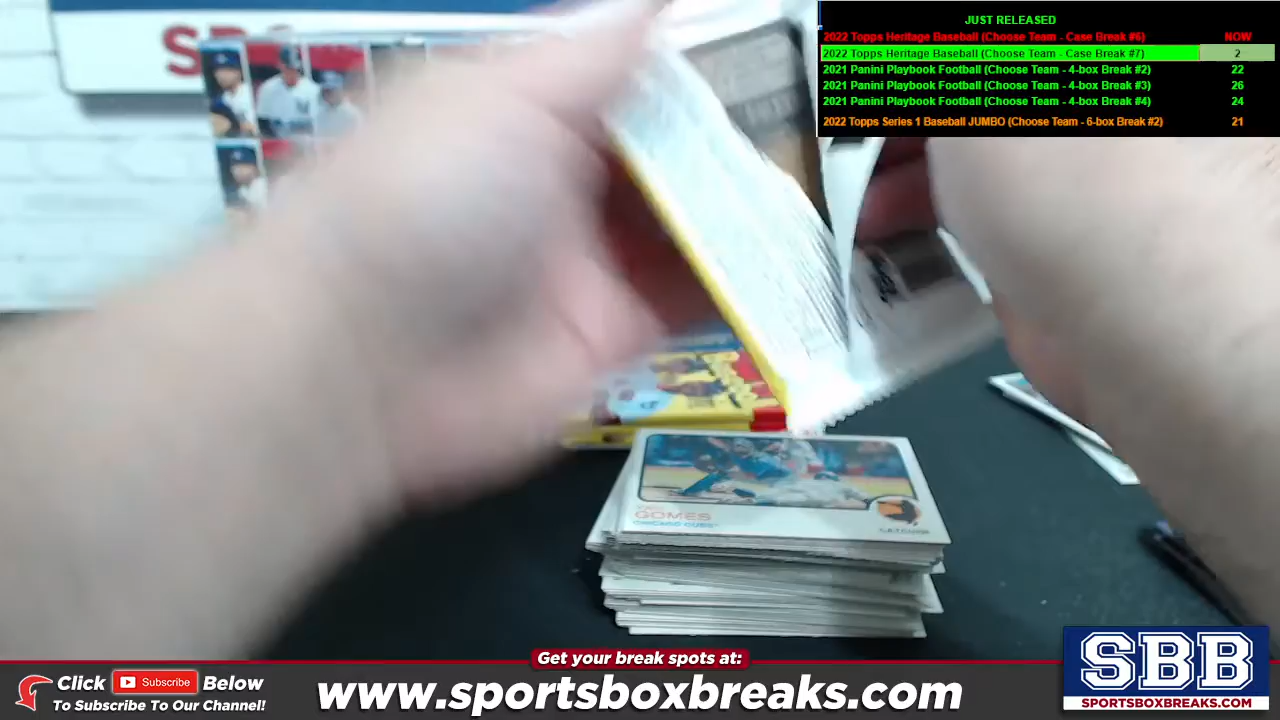 JUST RELEASED
2022 Topps Heritage Baseball (Choose Team - Case Break #6) NOW
2022 Topps Heritage Baseball (Choose Team - Case Break #7) 2
2021 Panini Playbook Football (Choose Team - 4-box Break #2) 22
2021 Panini Playbook Football (Choose Team - 4-box Break #3) 26
2021 Panini Playbook Football (Choose Team - 4-box Break #4) 24
2022 Topps Series 1 Baseball JUMBO (Choose Team - 6-box Break #2) 21
GOMES
CHICAGO CUBS
CATCHER
Get your break spots at:
Click Subscribe Below
To Subscribe To Our Channel!
www.sportsboxbreaks.com
SBB
SPORTSBOXBREAKS.COM